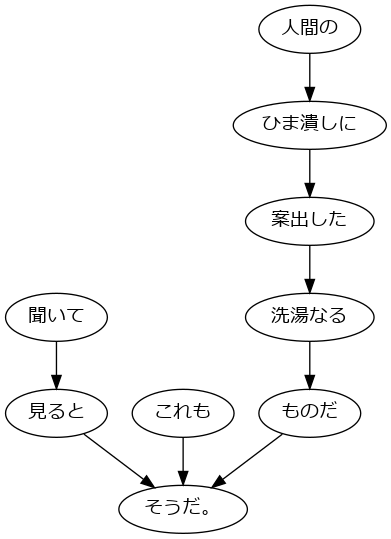 人間の
ひま潰しに
案出した
聞いて
洗湯なる
見ると
これも
ものだ
そうだ。